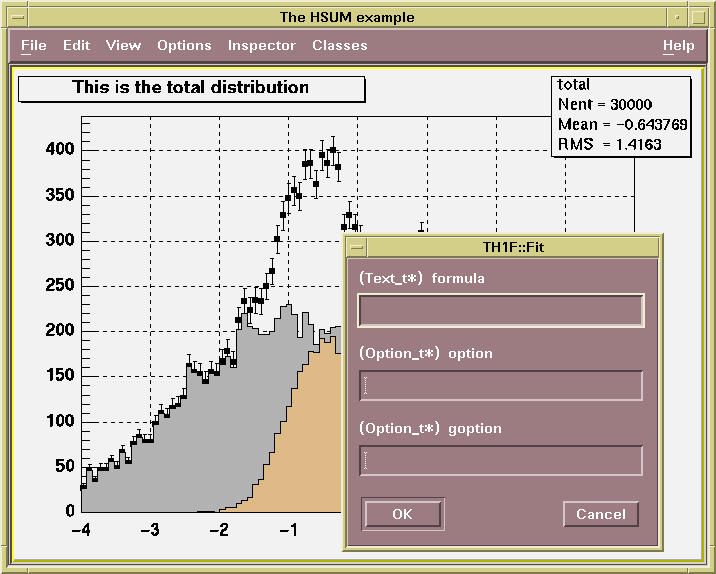 The HSUM example
File Edit View Options Inspector Classes Help
This is the total distribution
total
Nent = 30000
Mean = -0.643769
RMS = 1.4163
400
350
300
250
200
150
100
50
0
-4 -3 -2 -1
TH1F::Fit
(Text_t*) formula
(Option_t*) option
(Option_t*) goption
OK Cancel